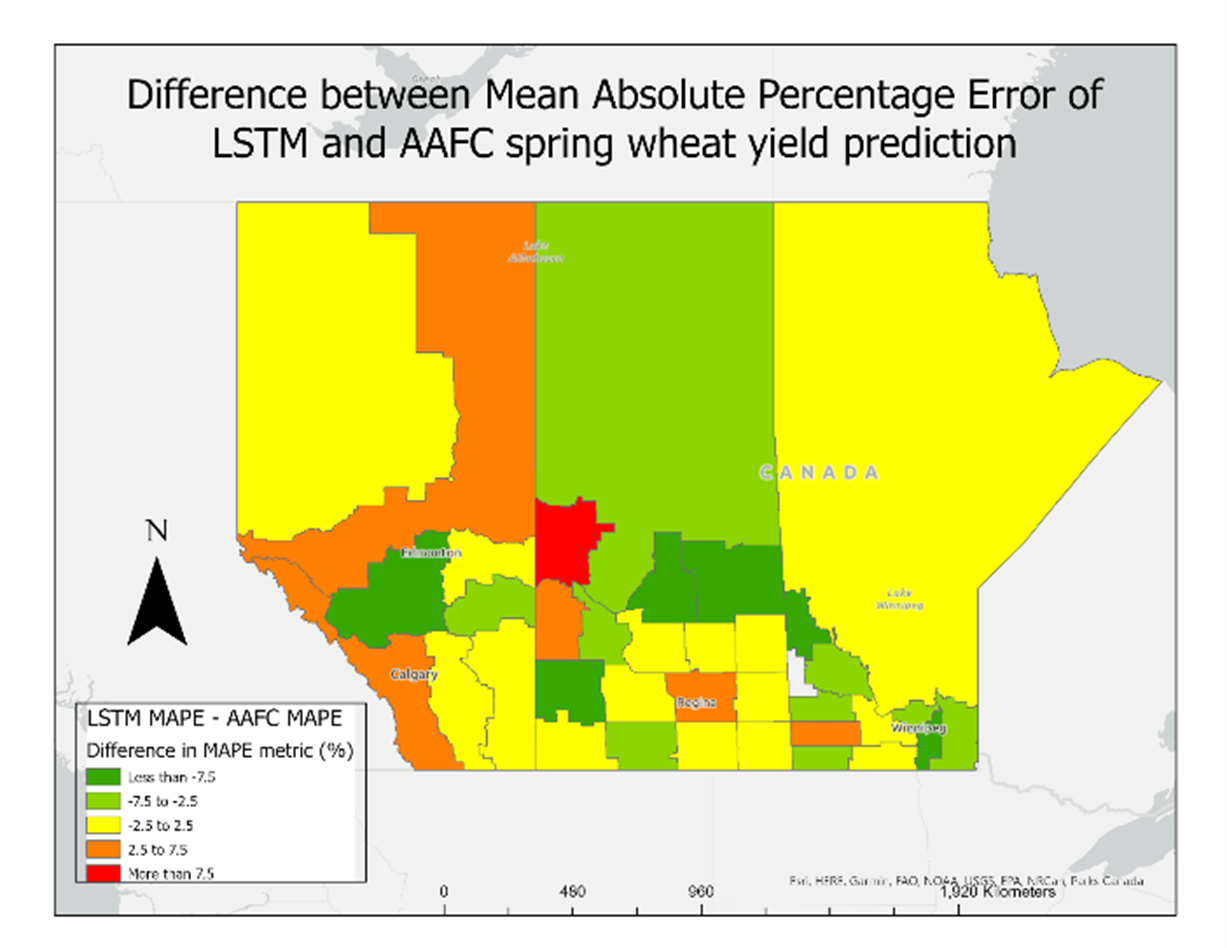 Difference between Mean Absolute Percentage Error of
LSTM and AAFC spring wheat yield prediction
Lake
CANADA
N
Edmonton
Lake
Winnipeg
Calgary
Regina
Winnipeg
LSTM MAPE - AAFC MAPE
Difference in MAPE metric (%)
Less than -7.5
-7.5 to -2.5
-2.5 to 2.5
2.5 to 7.5
More than 7.5
0 480 960 1,920 Kilometers
Esri, HERE, Garmin, FAO, NOAA, USGS, EPA, NRCan, Parks Canada